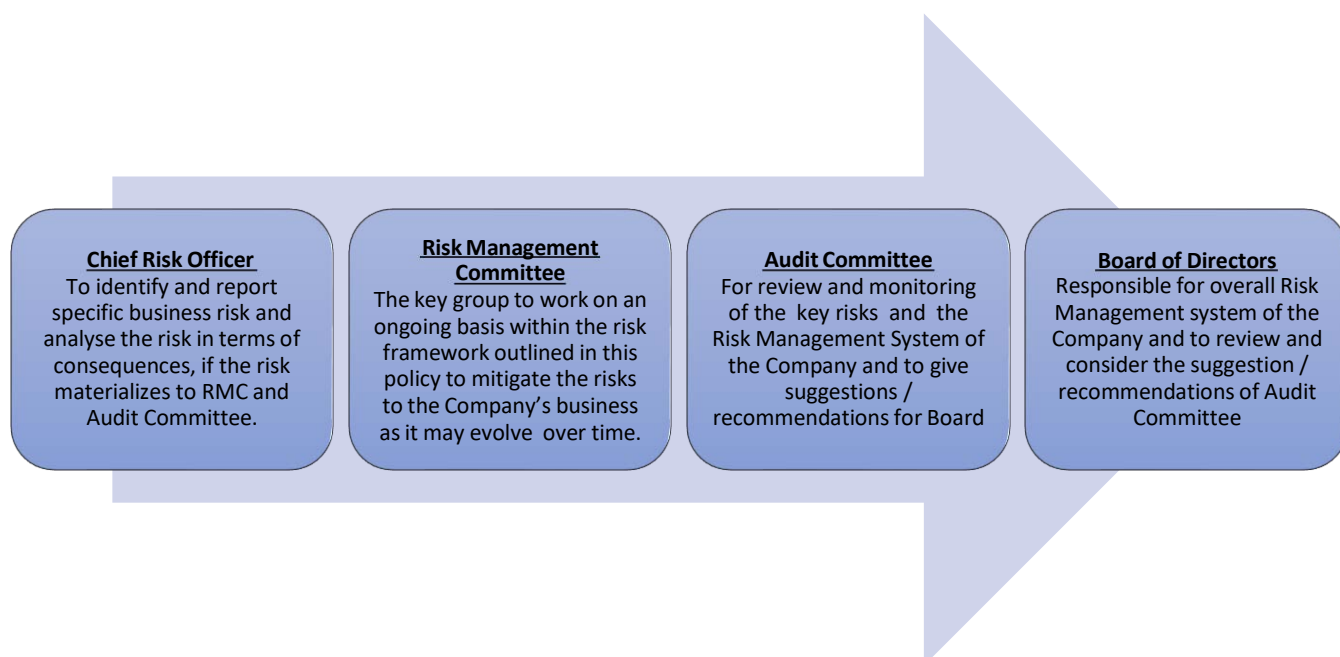 Chief Risk Officer
To identify and report
specific business risk and
analyse the risk in terms of
consequences, if the risk
materializes to RMC and
Audit Committee.
Risk Management
Committee
The key group to work on an
ongoing basis within the risk
framework outlined in this
policy to mitigate the risks
to the Company's business
as it may evolve over time.
Audit Committee
For review and monitoring
of the key risks and the
Risk Management System of
the Company and to give
suggestions /
recommendations for Board
Board of Directors
Responsible for overall Risk
Management system of the
Company and to review and
consider the suggestion /
recommendations of Audit
Committee